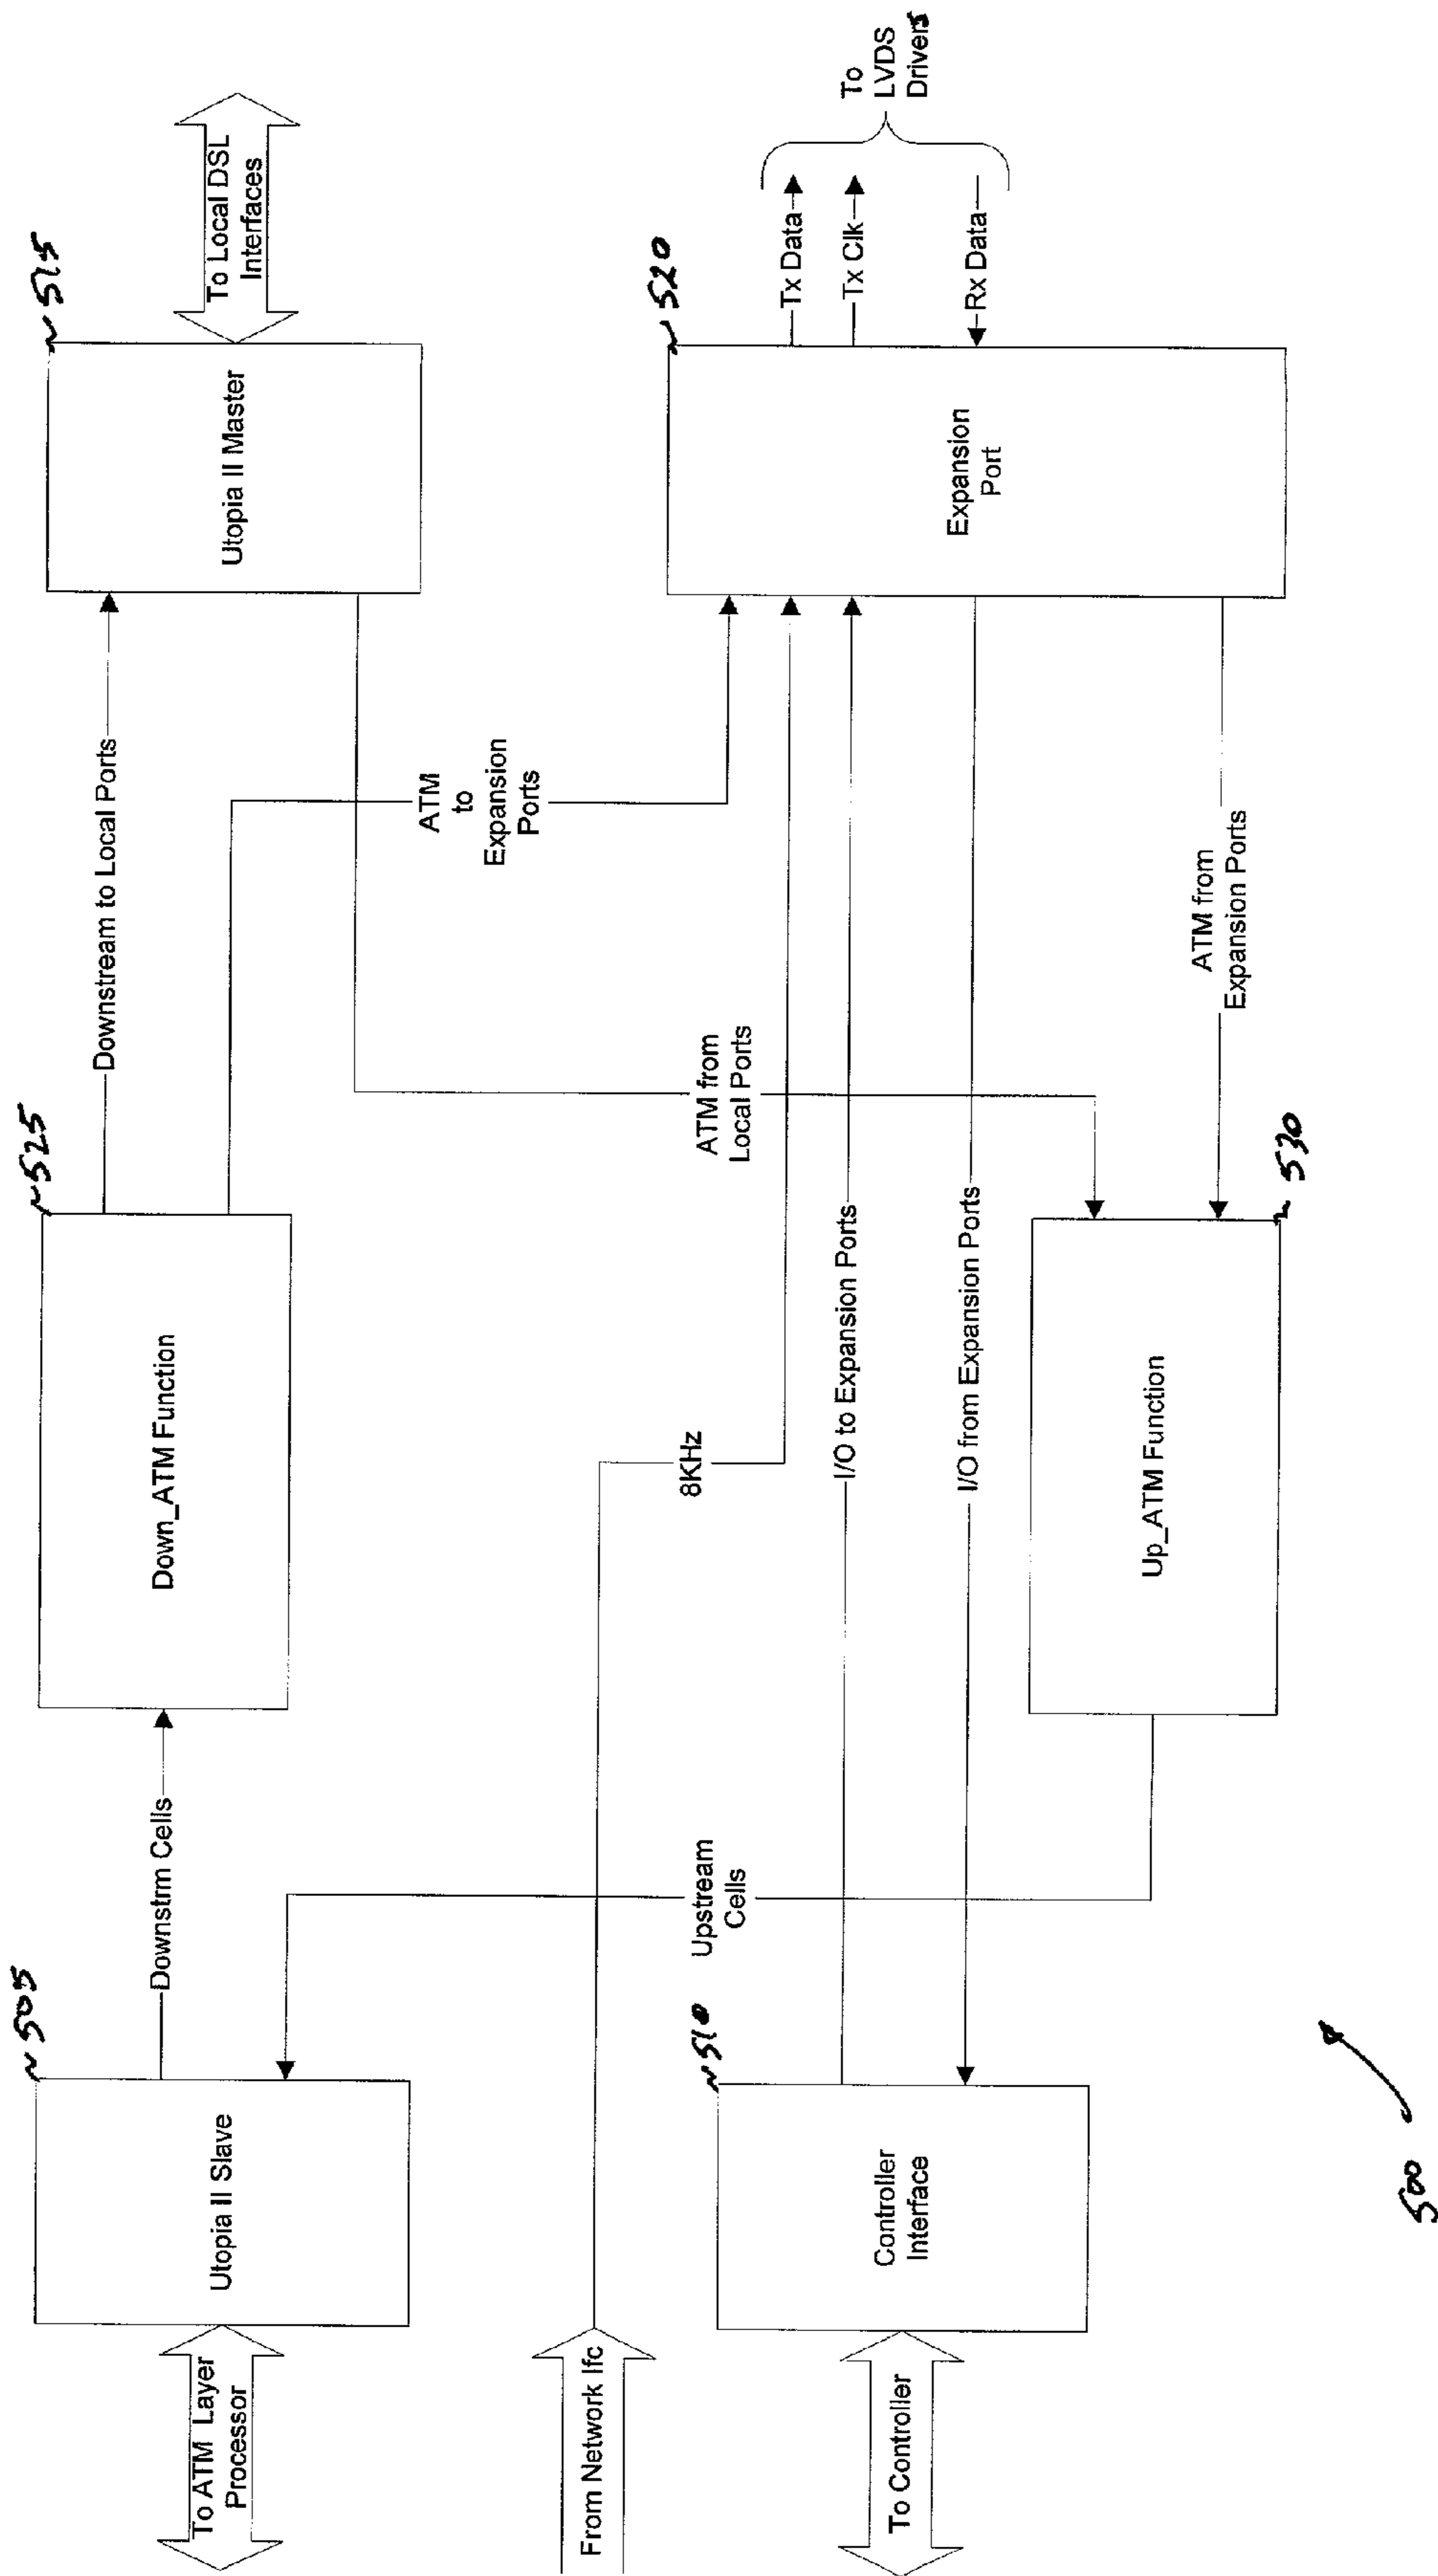 To ATM Layer
Processor
Utopia II Slave
~505
Downstrm Cells
Down_ATM Function
~525
Downstream to Local Ports
Utopia II Master
~515
To Local DSL
Interfaces
ATM
to
Expansion
Ports
ATM from
Local Ports
From Network Ifc
8KHz
Upstream
Cells
To Controller
Controller
Interface
~510
I/O to Expansion Ports
I/O from Expansion Ports
Expansion
Port
~520
Tx Data
Tx Clk
Rx Data
To
LVDS
Drivers
Up_ATM Function
~530
ATM from
Expansion Ports
500